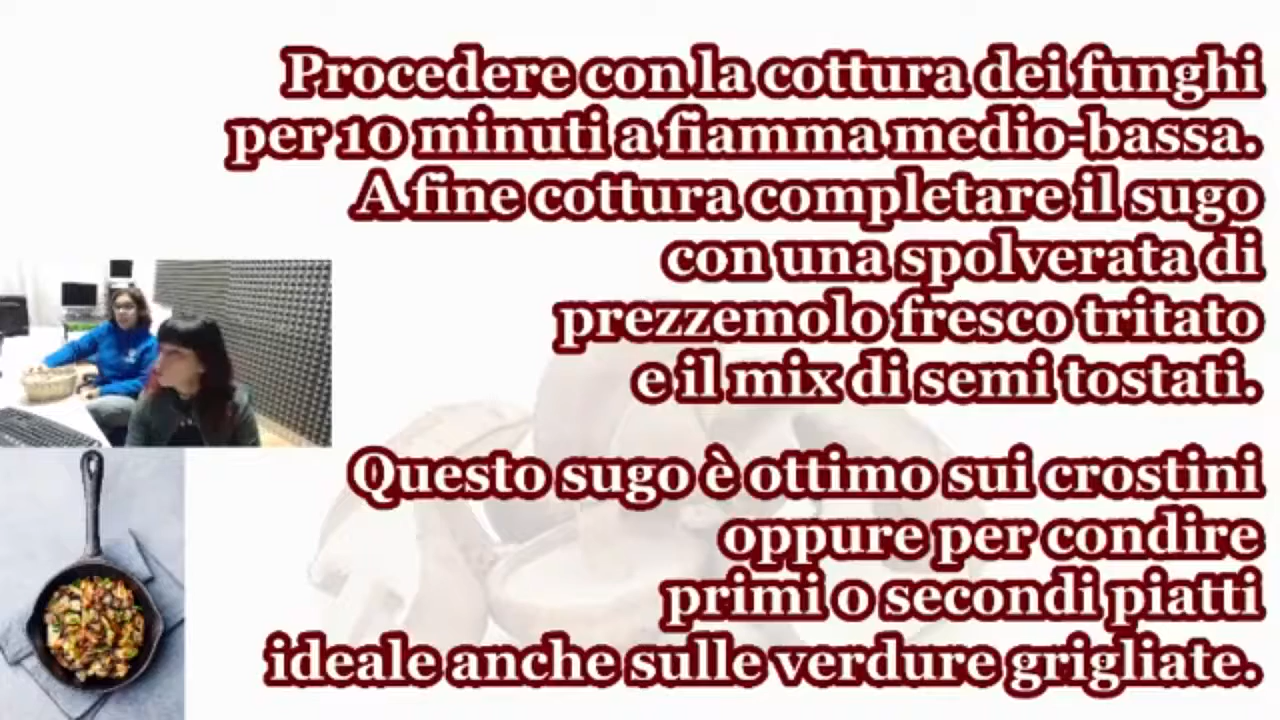 Procedere con la cottura dei funghi
per 10 minuti a fiamma medio-bassa.
A fine cottura completare il sugo
con una spolverata di
prezzemolo fresco tritato
e il mix di semi tostati.
Questo sugo è ottimo sui crostini
oppure per condire
primi o secondi piatti
ideale anche sulle verdure grigliate.